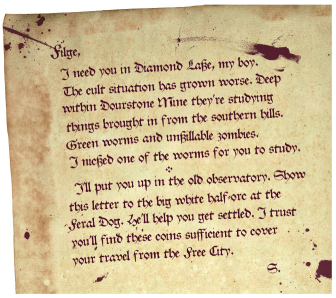 Filge,
I need you in Diamond Lake, my boy.
The cult situation has grown worse. Deep
within Dourstone Mine they're studying
things brought in from the southern hills.
Green worms and unkillable zombies.
I nicked one of the worms for you to study.
I'll put you up in the old observatory. Show
this letter to the big white half-orc at the
Feral Dog. He'll help you get settled. I trust
you'll find these coins sufficient to cover
your travel from the Free City.
S.